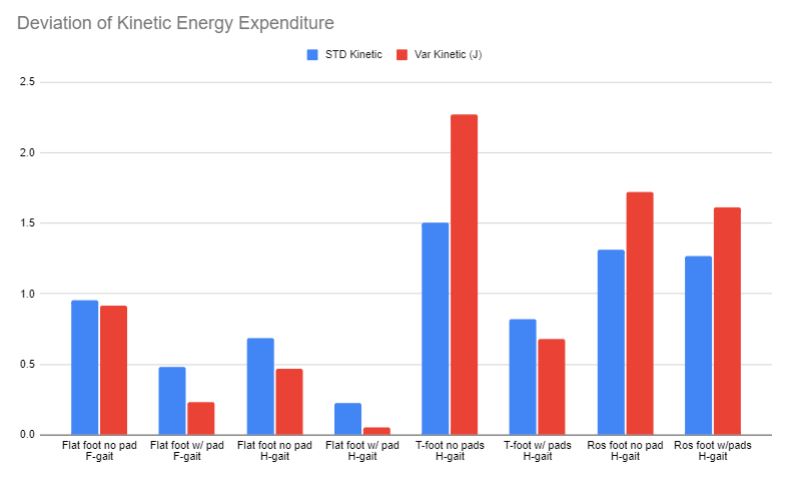 Deviation of Kinetic Energy Expenditure
STD Kinetic Var Kinetic (J)
2.5
2.0
1.5
1.0
0.5
0.0
Flat foot no pad Flat foot w/ pad Flat foot no pad Flat foot w/ pad T-foot no pads T-foot w/ pads Ros foot no pad Ros foot w/pads
F-gait F-gait H-gait H-gait H-gait H-gait H-gait H-gait